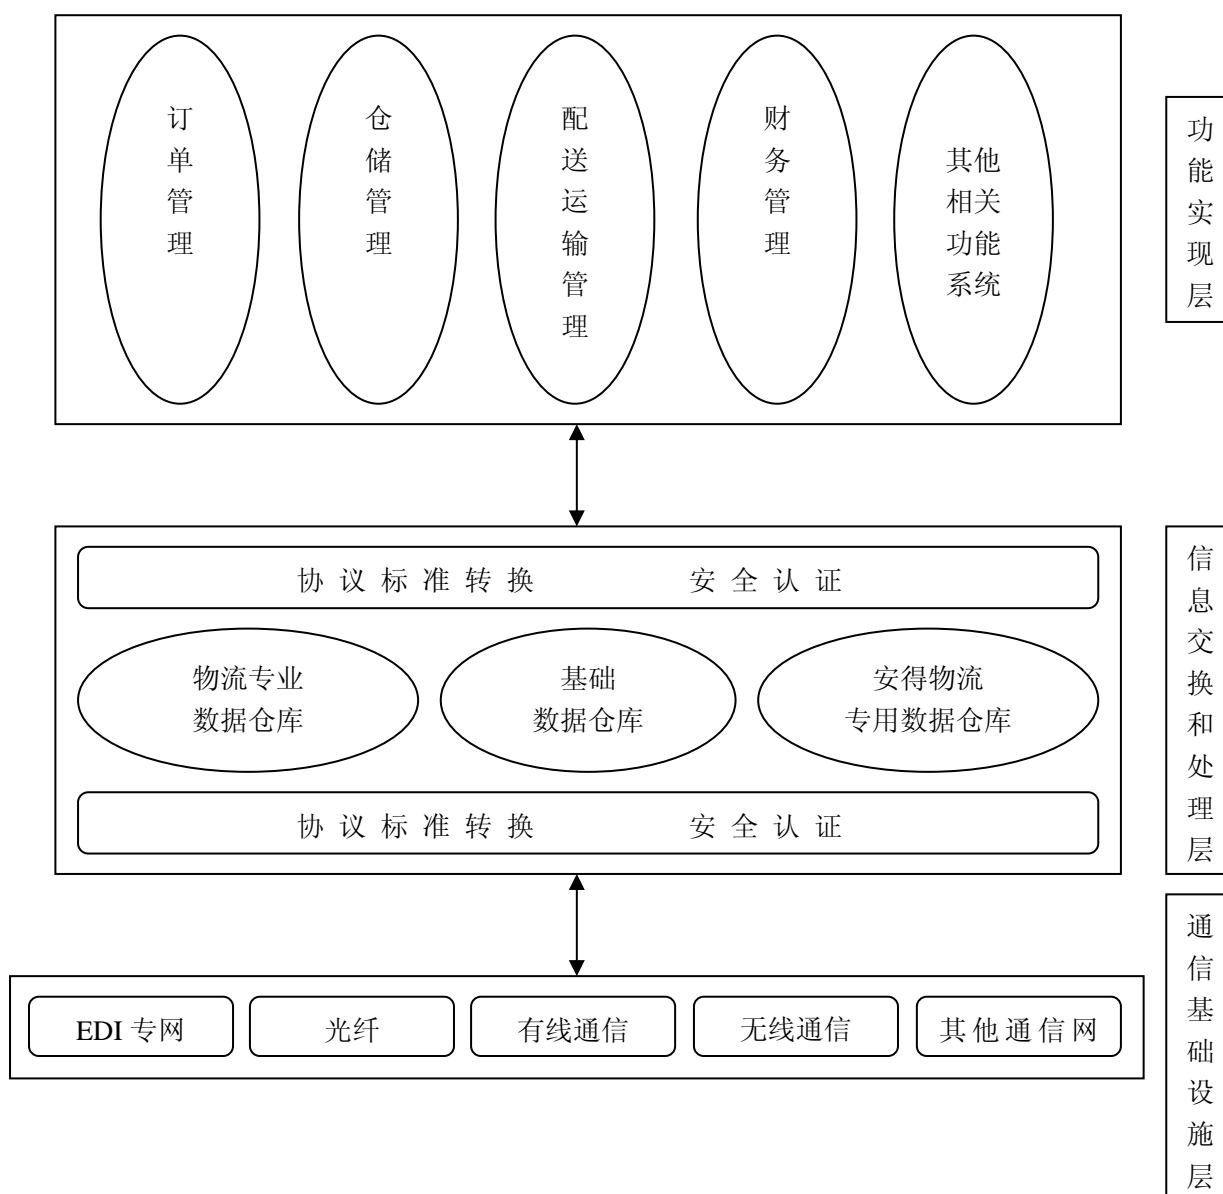 订单管理
仓储管理
配送运输管理
财务管理
其他
相关
功能
系统
功能实现层
协议标准转换 安全认证
物流专业
数据仓库
基础
数据仓库
安得物流
专用数据仓库
协议标准转换 安全认证
信息交换和处理层
EDI 专网
光纤
有线通信
无线通信
其他通信网
通信基础设施层